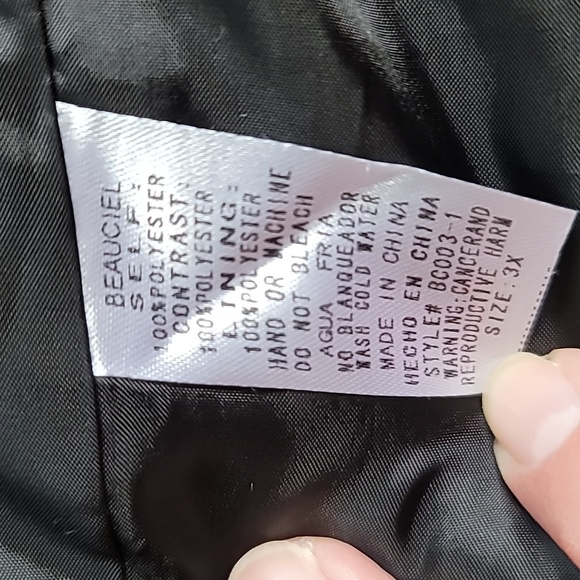 BEAUCIEL
SELF:
100%POLYESTER
CONTRAST:
100%POLYESTER
LINING:
100%POLYESTER
HAND OR MACHINE
DO NOT BLEACH
AGUA FRIA
NO BLANQUEADOR
WASH COLD WATER
MADE IN CHINA
HECHO EN CHINA
STYLE# BC003-1
WARNING:CANCERAND
REPRODUCTIVE HARM
SIZE:3X